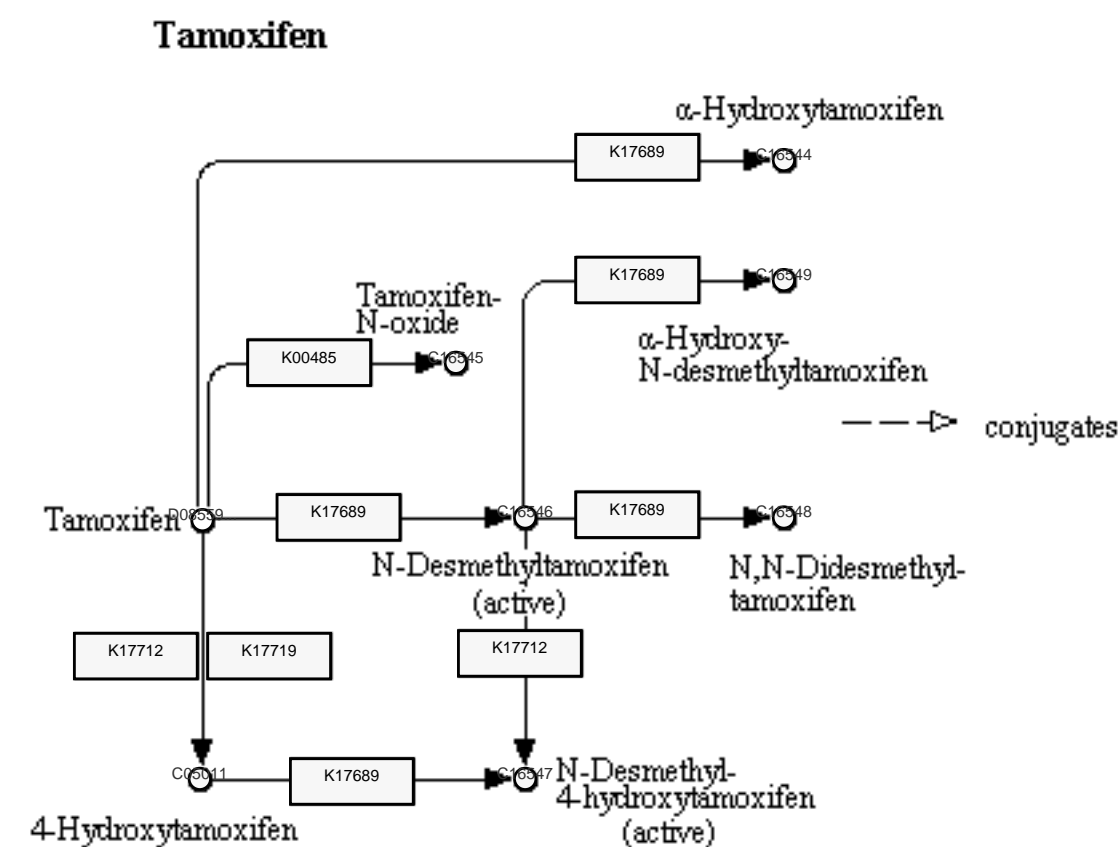 Tamoxifen
α-Hydroxytamoxifen
K17689
C16544
K17689
C16549
Tamoxifen-
N-oxide
K00485
C16545
α-Hydroxy-
N-desmethyltamoxifen
conjugates
Tamoxifen
D08559
K17689
C16546
K17689
C16548
N-Desmethyltamoxifen
(active)
N,N-Didesmethyl-
tamoxifen
K17712
K17719
K17712
C05011
K17689
C16547
N-Desmethyl-
4-hydroxytamoxifen
(active)
4-Hydroxytamoxifen